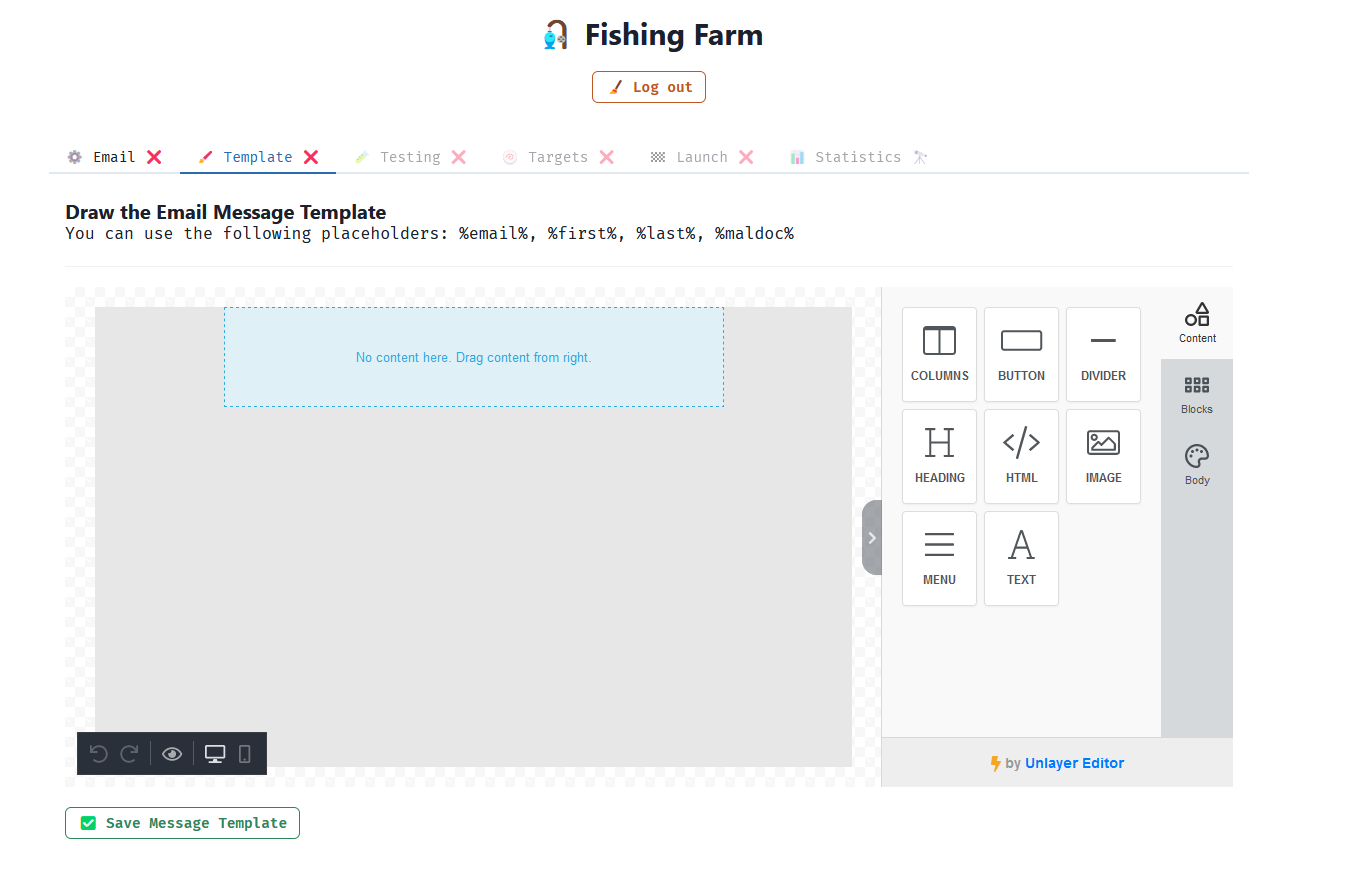 Fishing Farm
Log out
Email Template Testing Targets Launch Statistics
Draw the Email Message Template
You can use the following placeholders: %email%, %first%, %last%, %maldoc%
No content here. Drag content from right.
COLUMNS BUTTON DIVIDER
HEADING HTML IMAGE
MENU TEXT
Content
Blocks
Body
by Unlayer Editor
Save Message Template